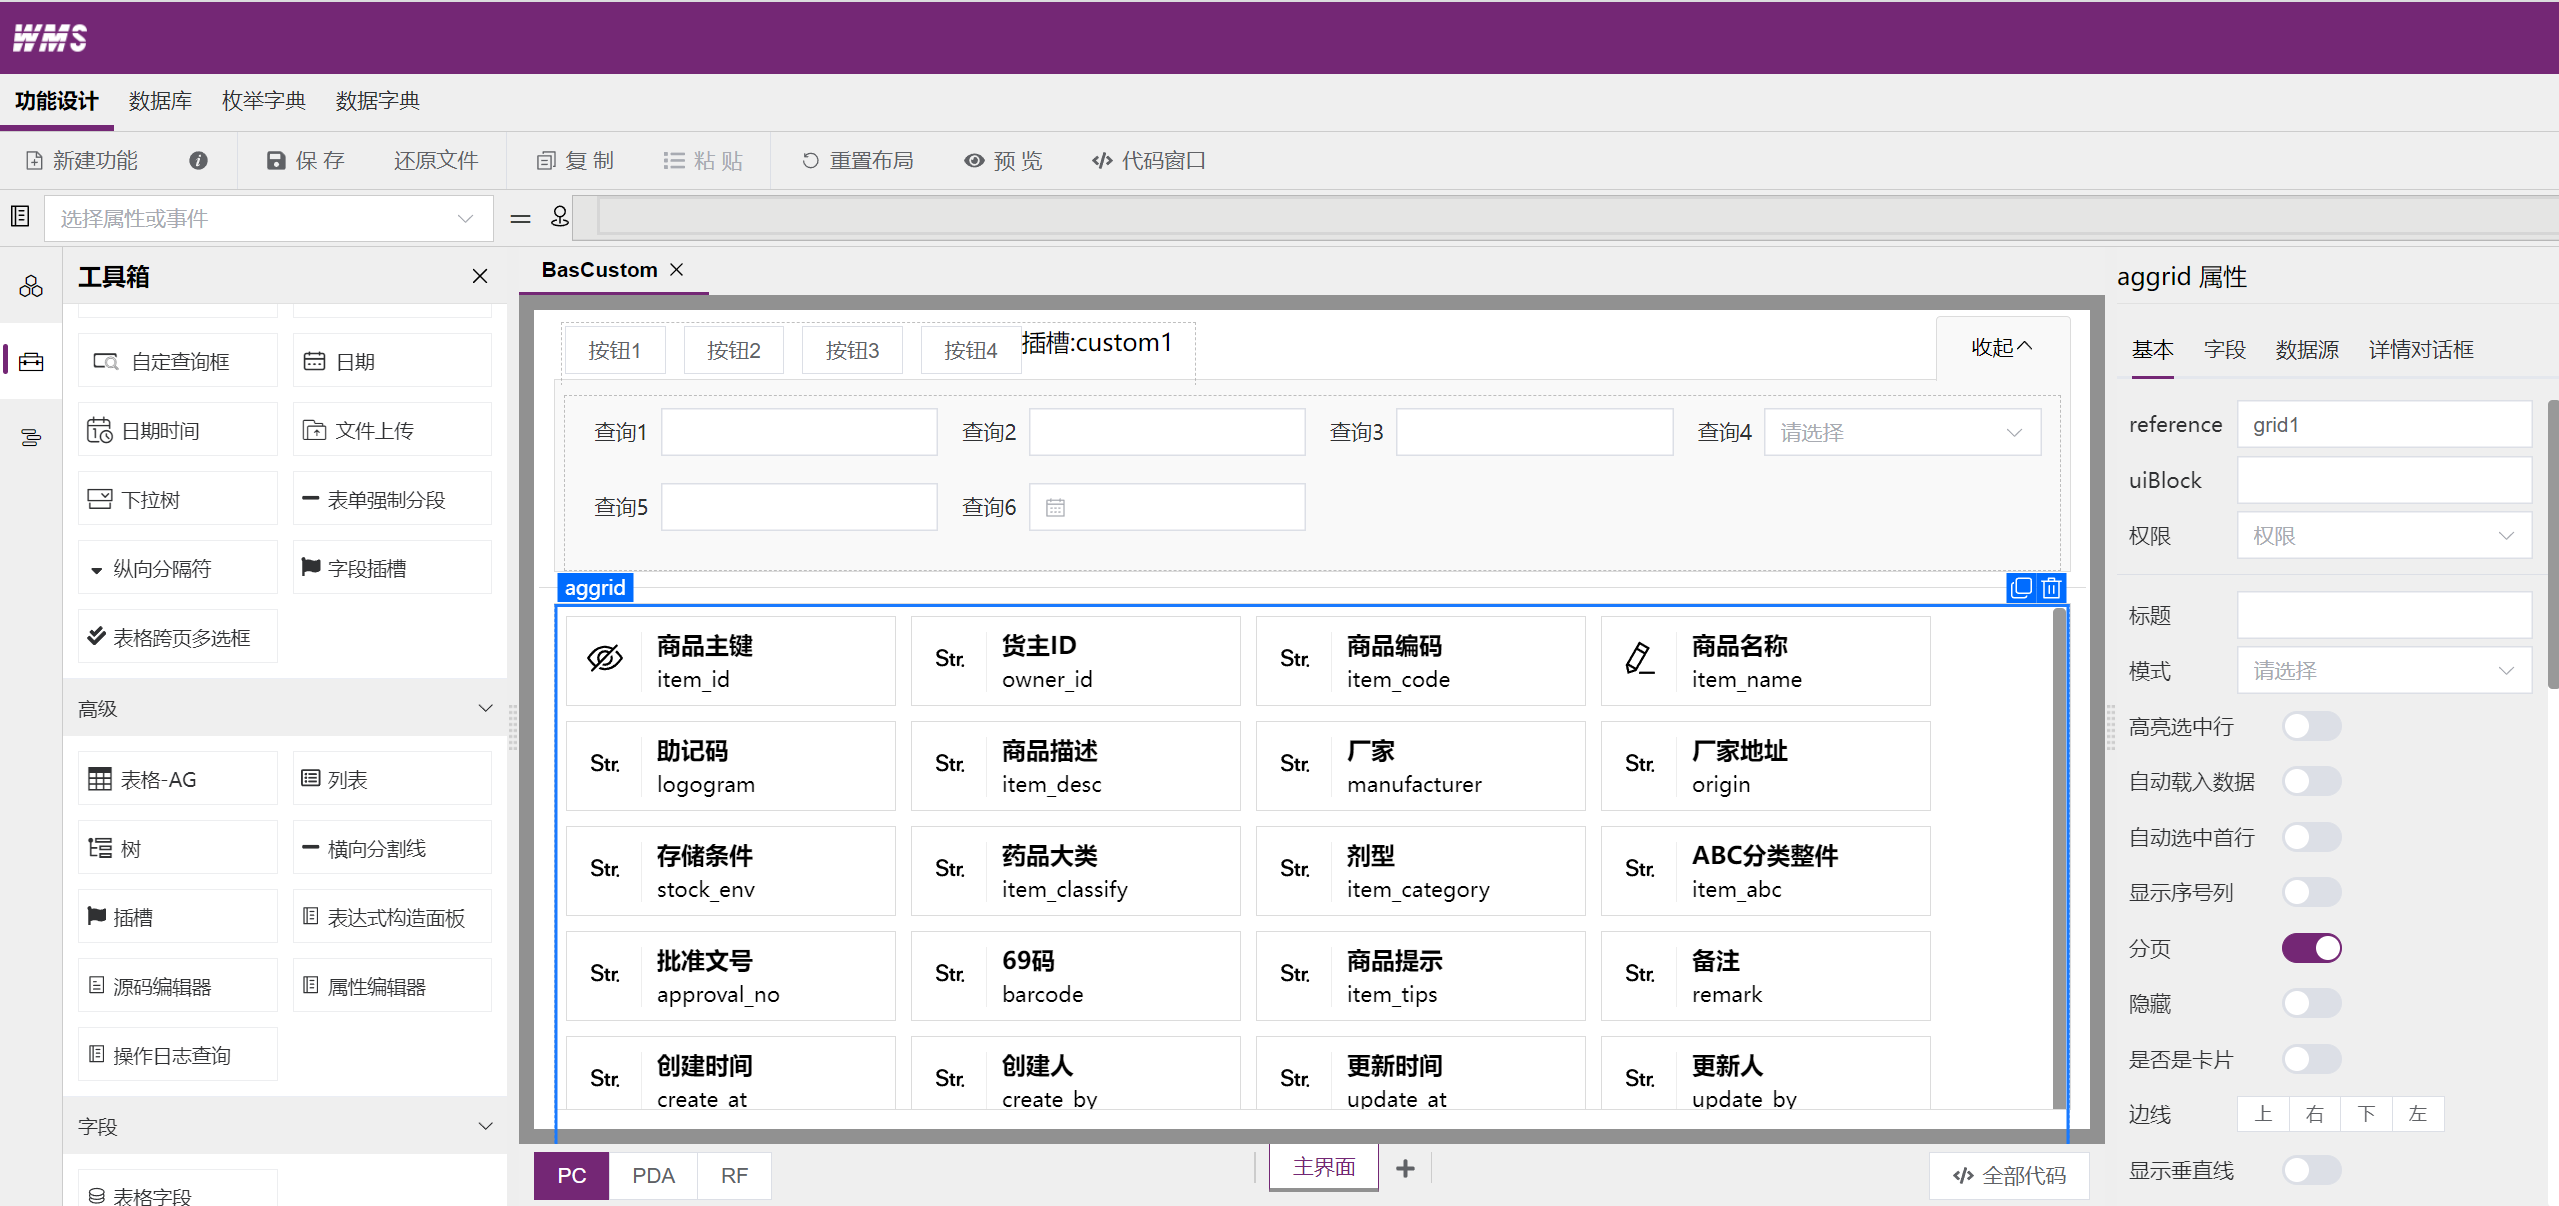 WMS
功能设计 数据库 枚举字典 数据字典
新建功能 保 存 还原文件 复 制 粘 贴 重置布局 预 览 代码窗口
选择属性或事件 =
工具箱
自定查询框 日期
日期时间 文件上传
下拉树 表单强制分段
纵向分隔符 字段插槽
表格跨页多选框
高级
表格-AG 列表
树 横向分割线
插槽 表达式构造面板
源码编辑器 属性编辑器
操作日志查询
字段
表格字段
BasCustom
按钮1 按钮2 按钮3 按钮4 插槽:custom1 收起
查询1 查询2 查询3 查询4 请选择
查询5 查询6
aggrid
商品主键 Str. 货主ID Str. 商品编码 商品名称
item_id owner_id item_code item_name
Str. 助记码 Str. 商品描述 Str. 厂家 Str. 厂家地址
logogram item_desc manufacturer origin
Str. 存储条件 Str. 药品大类 Str. 剂型 Str. ABC分类整件
stock_env item_classify item_category item_abc
Str. 批准文号 Str. 69码 Str. 商品提示 Str. 备注
approval_no barcode item_tips remark
Str. 创建时间 Str. 创建人 Str. 更新时间 Str. 更新人
create_at create_by update_at update_by
PC PDA RF 主界面 + 全部代码
aggrid 属性
基本 字段 数据源 详情对话框
reference grid1
uiBlock
权限 权限
标题
模式 请选择
高亮选中行
自动载入数据
自动选中首行
显示序号列
分页
隐藏
是否是卡片
边线 上 右 下 左
显示垂直线